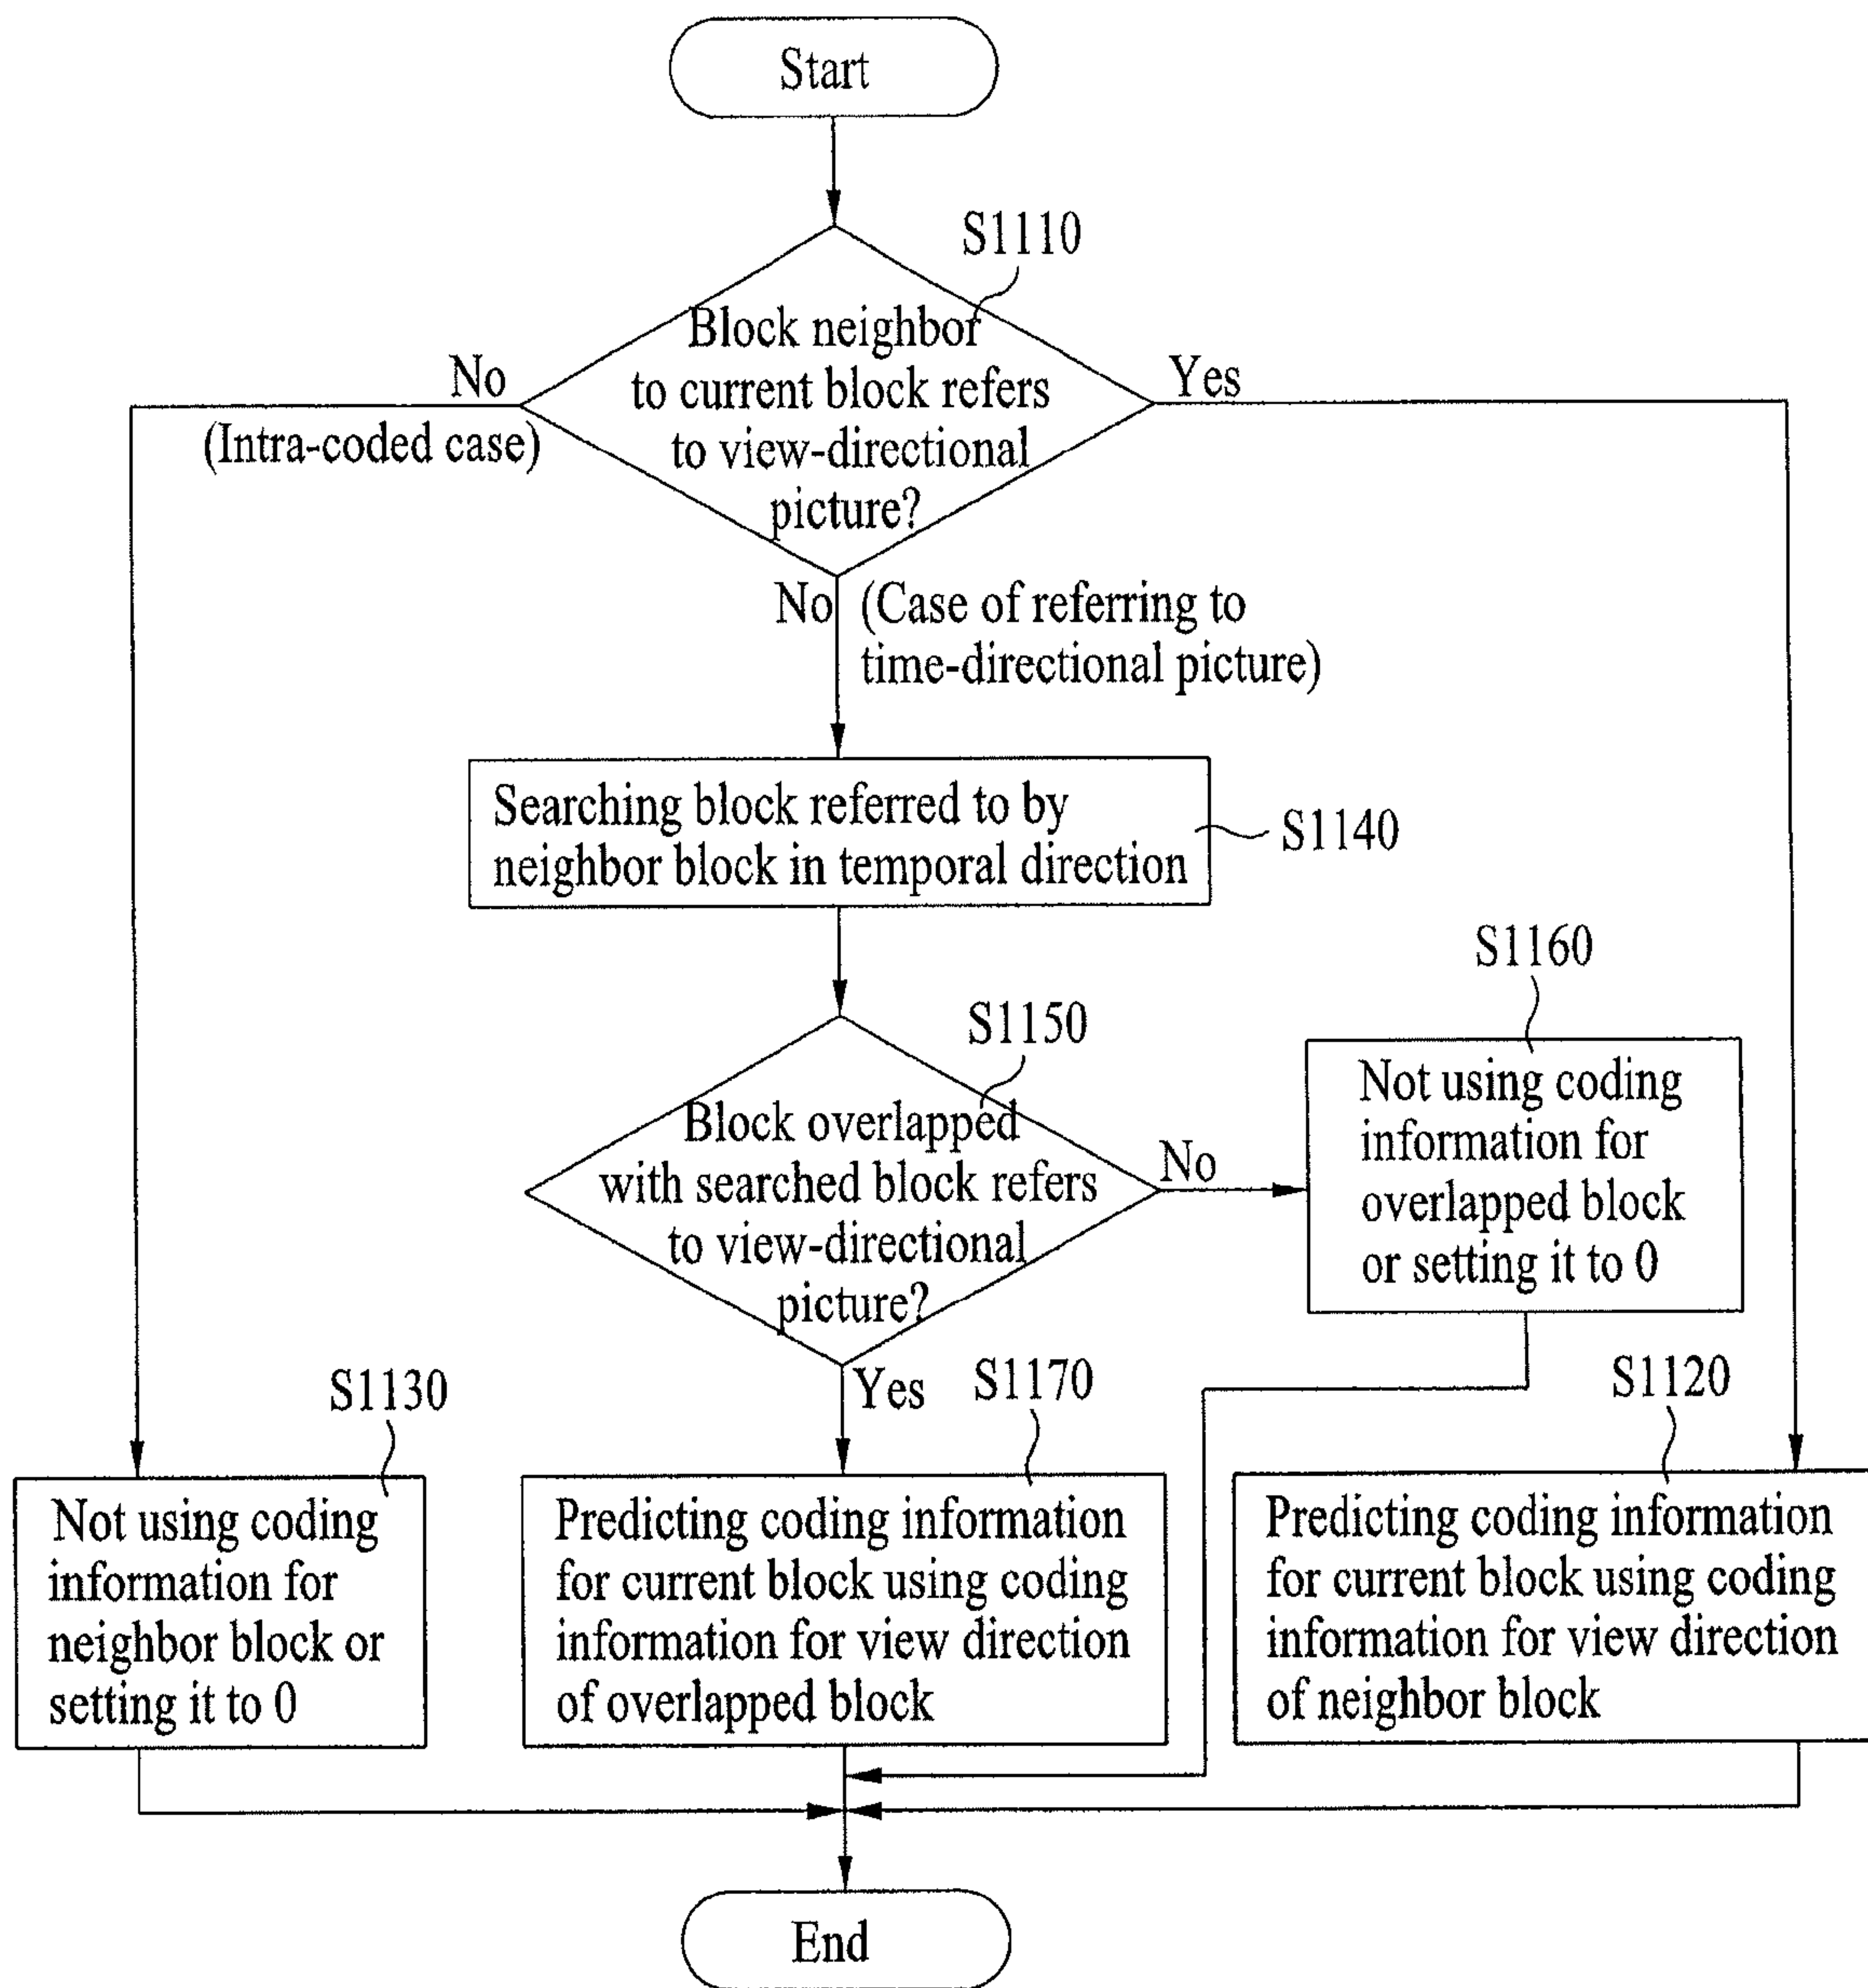 Start
S1110
Block neighbor
to current block refers
to view-directional
picture?
No
(Intra-coded case)
Yes
No
(Case of referring to
time-directional picture)
Searching block referred to by
neighbor block in temporal direction
S1140
S1150
Block overlapped
with searched block refers
to view-directional
picture?
No
S1160
Not using coding
information for
overlapped block
or setting it to 0
Yes
S1130
Not using coding
information for
neighbor block or
setting it to 0
S1170
Predicting coding information
for current block using coding
information for view direction
of overlapped block
S1120
Predicting coding information
for current block using coding
information for view direction
of neighbor block
End